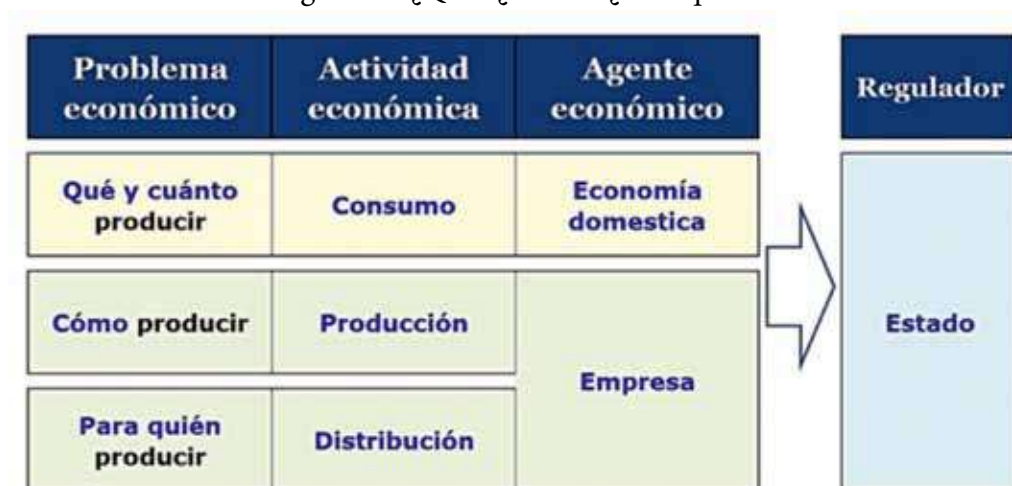 Problema
económico
Actividad
económica
Agente
económico
Regulador
Qué y cuánto
producir
Consumo
Economía
domestica
Cómo producir
Producción
Empresa
Estado
Para quién
producir
Distribución